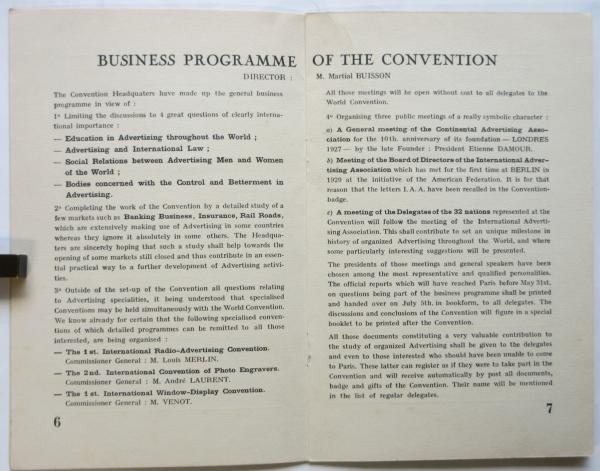 BUSINESS PROGRAMME OF THE CONVENTION
DIRECTOR : M. Martial BUISSON
The Convention Headquaters have made up the general business
programme in view of :
1º Limiting the discussions to 4 great questions of clearly interna-
tional importance :
— Education in Advertising throughout the World ;
— Advertising and International Law ;
— Social Relations between Advertising Men and Women
of the World ;
— Bodies concerned with the Control and Betterment in
Advertising.
2º Completing the work of the Convention by a detailed study of a
few markets such as Banking Business, Insurance, Rail Roads,
which are extensively making use of Advertising in some countries
whereas they ignore it absolutely in some others. The Headqua-
ters are sincerely hoping that such a study shall help towards the
opening of some markets still closed and thus contribute in an essen-
tial practical way to a further development of Advertising activi-
ties.
3º Outside of the set-up of the Convention all questions relating
to Advertising specialities, it being understood that specialised
Conventions may be held simultaneously with the World Convention.
We know already for certain that the following specialised conven-
tions of which detailed programmes can be remitted to all those
interested, are being organised :
— The 1 st. International Radio-Advertising Convention.
Commissioner General : M. Louis MERLIN.
— The 2nd. International Convention of Photo Engravers.
Commissioner General : M. André LAURENT.
— The 1 st. International Window-Display Convention.
Commissioner General : M. VENOT.
6
All those meetings will be open without cost to all delegates to the
World Convention.
4º Organising three public meetings of a really symbolic character :
a) A General meeting of the Continental Advertising Asso-
ciation for the 10th. anniversary of its foundation — LONDRES
1927 — by the late Founder : President Etienne DAMOUR.
b) Meeting of the Board of Directors of the International Adver-
tising Association which has met for the first at BERLIN in
1929 at the initiative of the American Federation. It is for that
reason that the letters I. A. A. have been recalled in the Convention-
badge.
c) A meeting of the Delegates of the 32 nations represented at the
Convention will follow the meeting of the International Adverti-
sing Association. This shall contribute to set an unique milestone in
history of organized Advertising throughout the World, and where
some particularly interesting suggestions will be presented.
The presidents of those meetings and general speakers have been
chosen among the most representative and qualified personalities.
The official reports which will have reached Paris before May 31st,
on questions being part of the business programme shall be printed
and handed over on July 5th. in bookform, to all delegates. The
discussions and conclusions of the Convention will figure in a special
booklet to be printed after the Convention.
All those documents constituting a very valuable contribution to
the study of organized Advertising shall be given to the delegates
and even to those interested who should have been unable to come
to Paris. These latter can register as if they were to take part in the
Convention and will receive automatically by post all documents,
badge and gifts of the Convention. Their name will be mentioned
in the list of regular delegates.
7